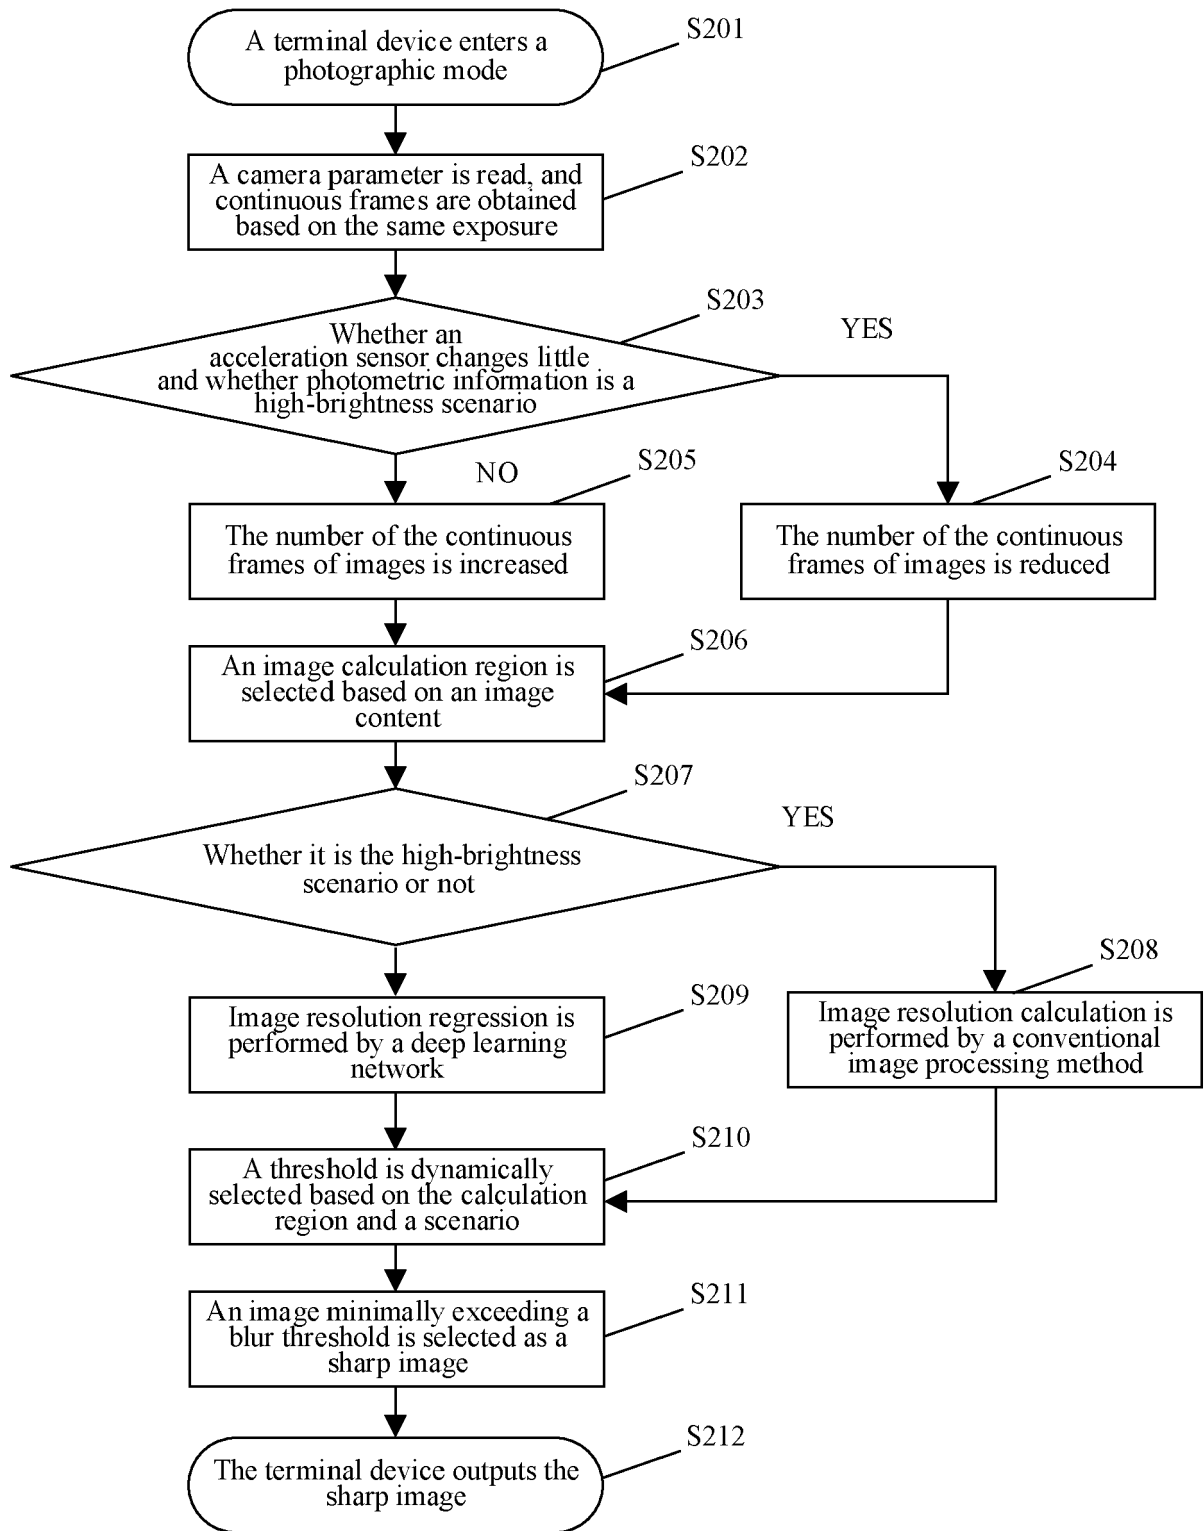 A terminal device enters a
photographic mode
S201
A camera parameter is read, and
continuous frames are obtained
based on the same exposure
S202
Whether an
acceleration sensor changes little
and whether photometric information is a
high-brightness scenario
S203
YES
NO
The number of the continuous
frames of images is increased
S205
The number of the continuous
frames of images is reduced
S204
An image calculation region is
selected based on an image
content
S206
Whether it is the high-brightness
scenario or not
S207
YES
Image resolution regression is
performed by a deep learning
network
S209
Image resolution calculation is
performed by a conventional
image processing method
S208
A threshold is dynamically
selected based on the calculation
region and a scenario
S210
An image minimally exceeding a
blur threshold is selected as a
sharp image
S211
The terminal device outputs the
sharp image
S212